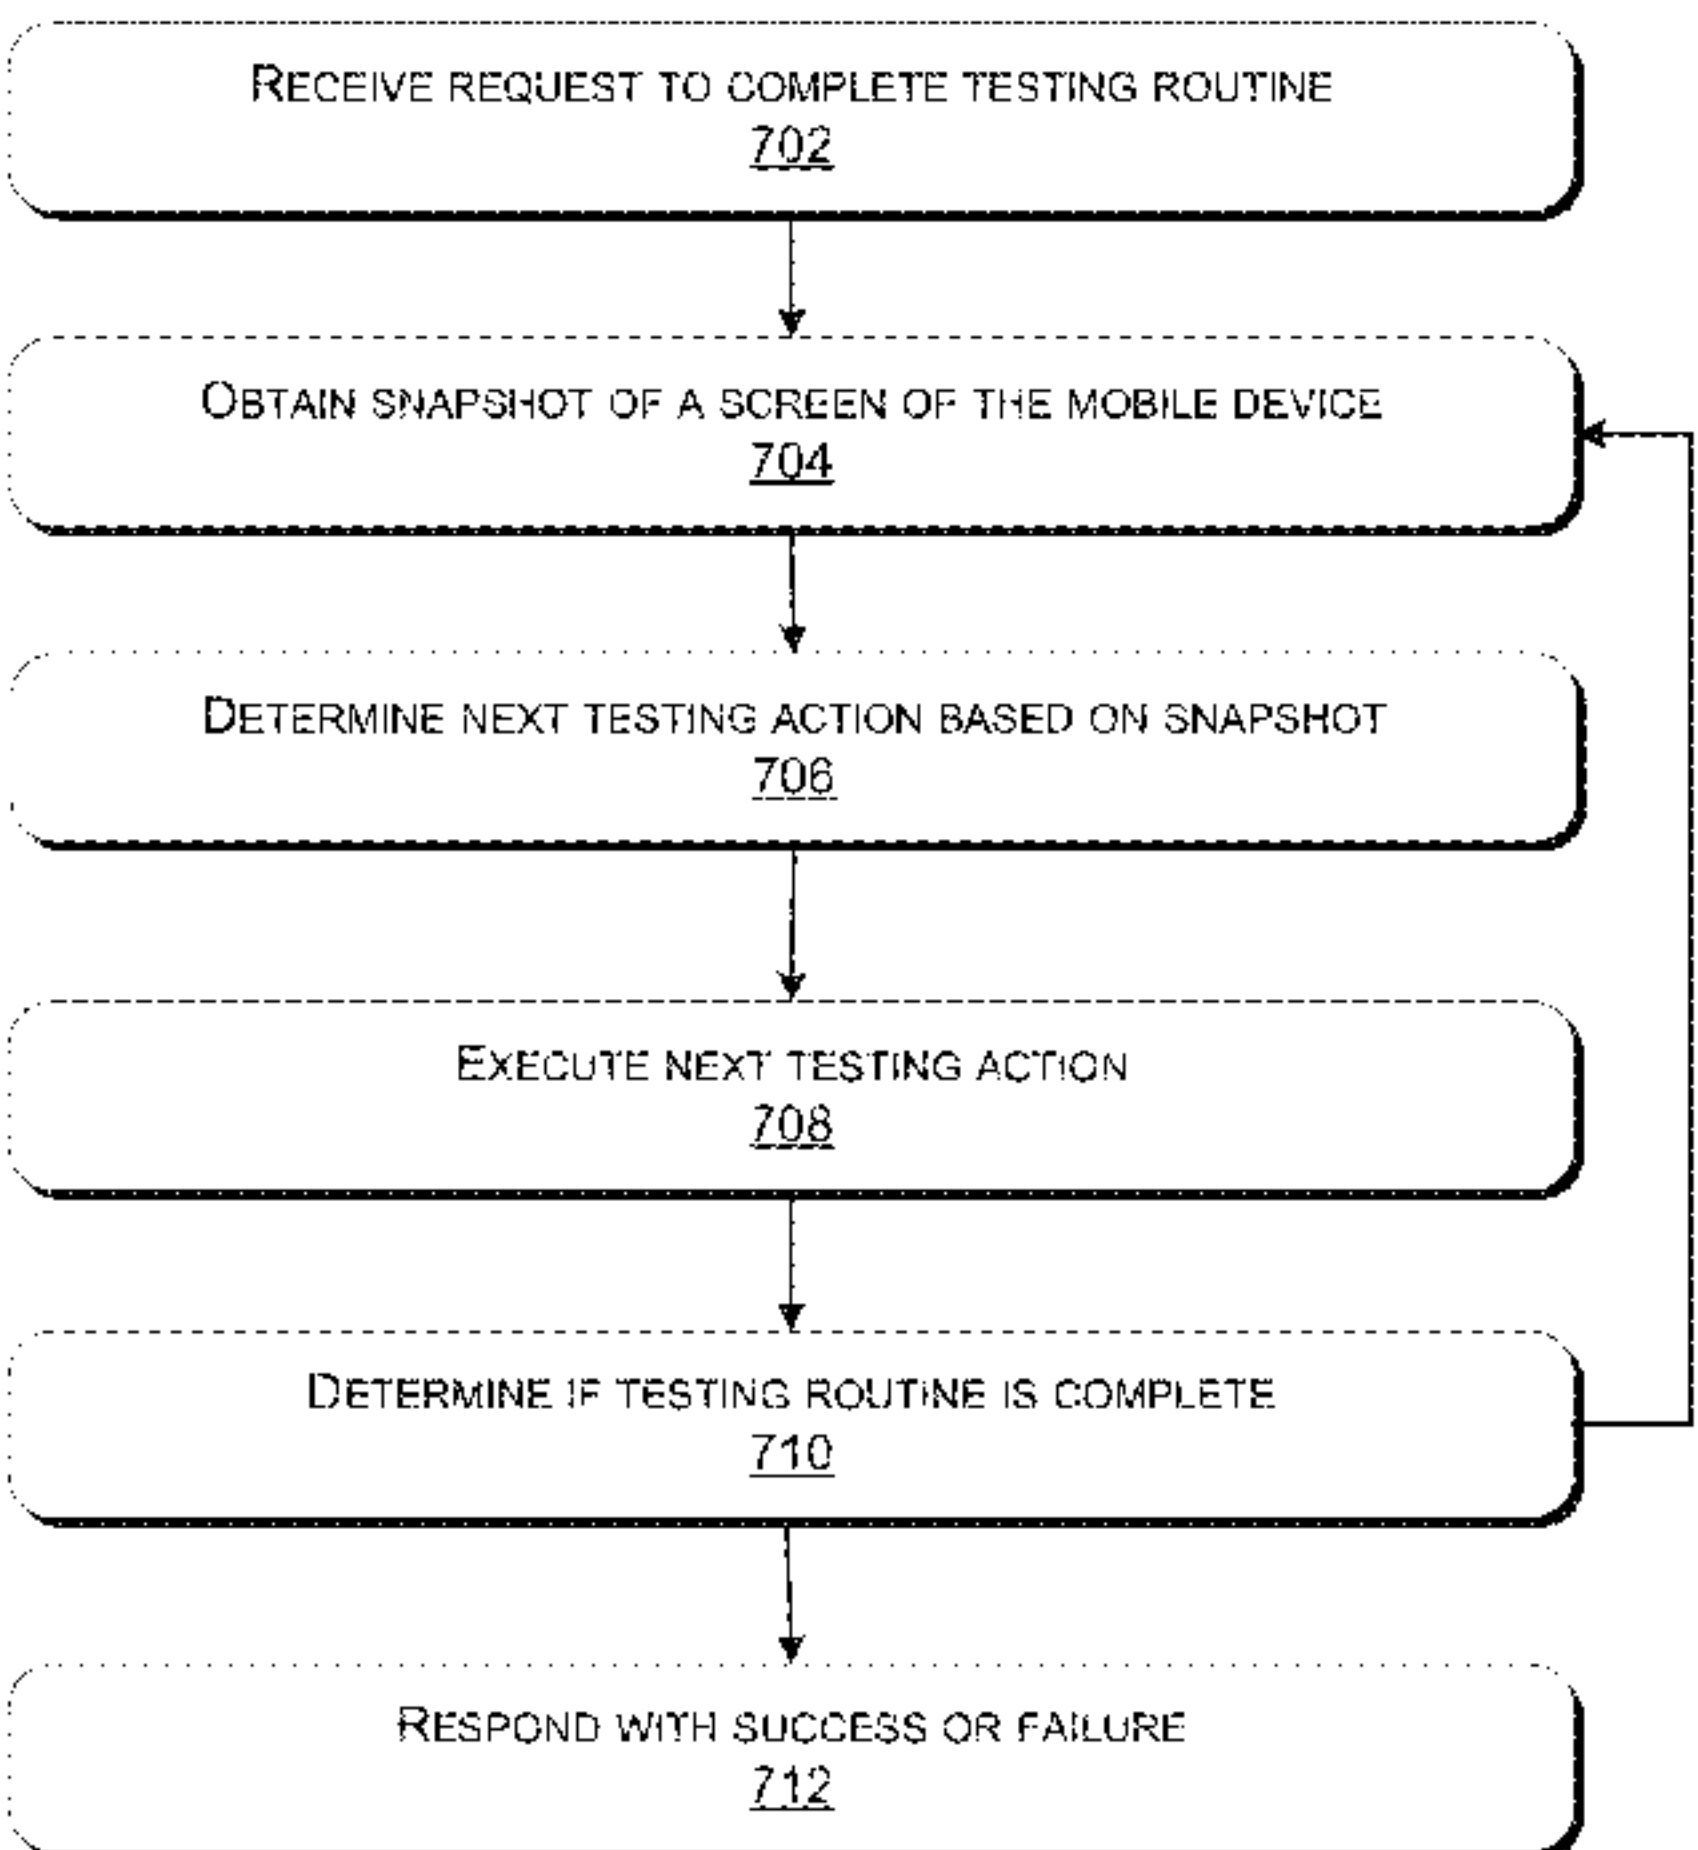 RECEIVE REQUEST TO COMPLETE TESTING ROUTINE
702
OBTAIN SNAPSHOT OF A SCREEN OF THE MOBILE DEVICE
704
DETERMINE NEXT TESTING ACTION BASED ON SNAPSHOT
706
EXECUTE NEXT TESTING ACTION
708
DETERMINE IF TESTING ROUTINE IS COMPLETE
710
RESPOND WITH SUCCESS OR FAILURE
712